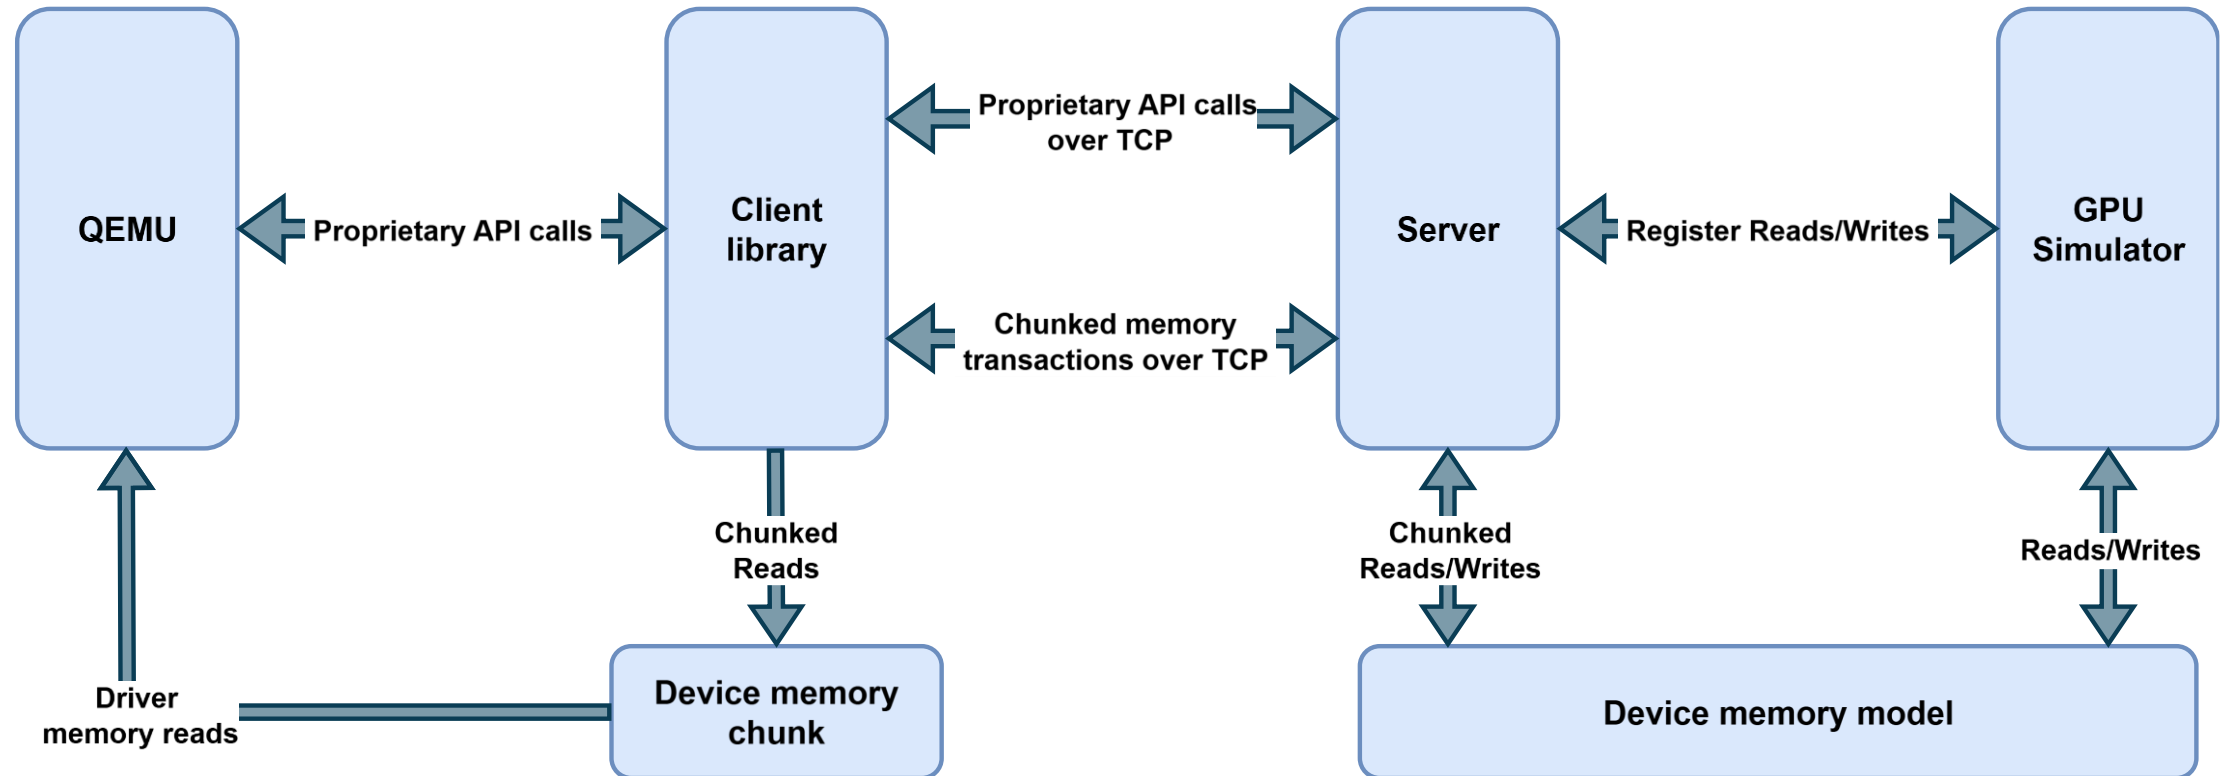 QEMU
Proprietary API calls
Client
library
Proprietary API calls
over TCP
Chunked memory
transactions over TCP
Server
Register Reads/Writes
GPU
Simulator
Chunked
Reads
Chunked
Reads/Writes
Reads/Writes
Driver
memory reads
Device memory
chunk
Device memory model